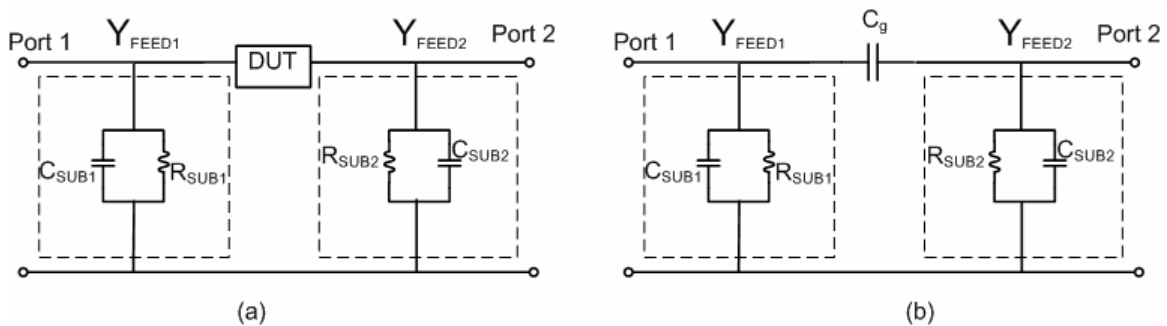 Port 1
Y_FEED1
DUT
Y_FEED2
Port 2
C_SUB1
R_SUB1
R_SUB2
C_SUB2
(a)
Port 1
Y_FEED1
C_g
Y_FEED2
Port 2
C_SUB1
R_SUB1
R_SUB2
C_SUB2
(b)